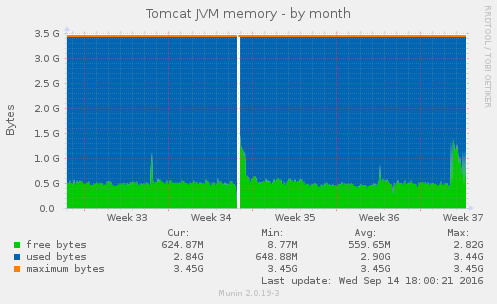 Tomcat JVM memory - by month
RRDTOOL / TOBI OETIKER
Bytes
3.5 G
3.0 G
2.5 G
2.0 G
1.5 G
1.0 G
0.5 G
0.0
Week 33 Week 34 Week 35 Week 36 Week 37
Cur: Min: Avg: Max:
free bytes 624.87M 8.77M 559.65M 2.82G
used bytes 2.84G 648.88M 2.90G 3.44G
maximum bytes 3.45G 3.45G 3.45G 3.45G
Last update: Wed Sep 14 18:00:21 2016
Munin 2.0.19-3